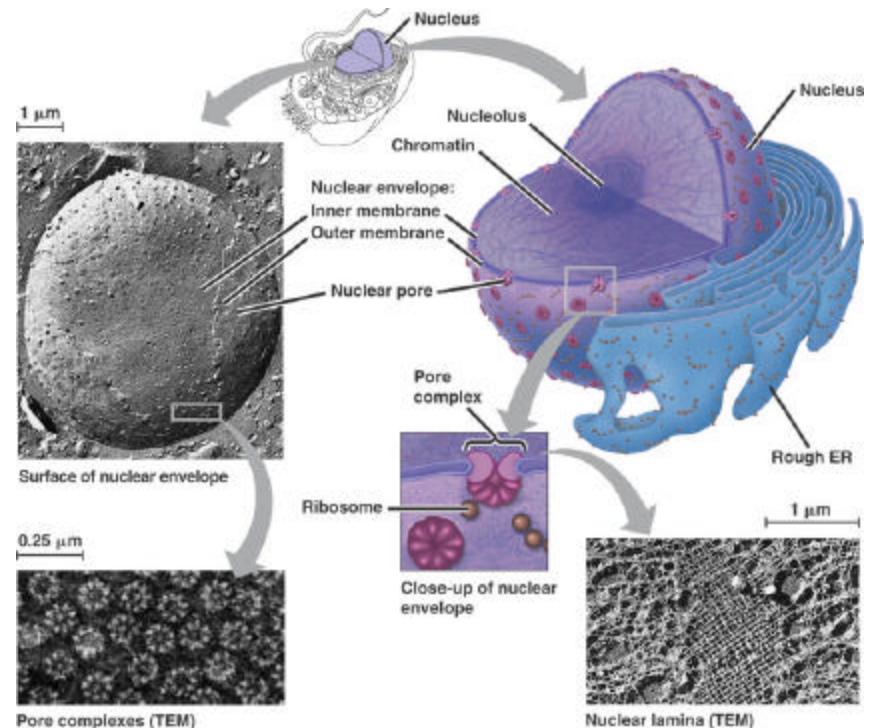 Nucleus
1 μm
Nucleus
Nucleolus
Chromatin
Nuclear envelope:
Inner membrane
Outer membrane
Nuclear pore
Pore
complex
Surface of nuclear envelope
Rough ER
Ribosome
1 μm
0.25 μm
Close-up of nuclear
envelope
Pore complexes (TEM)
Nuclear lamina (TEM)